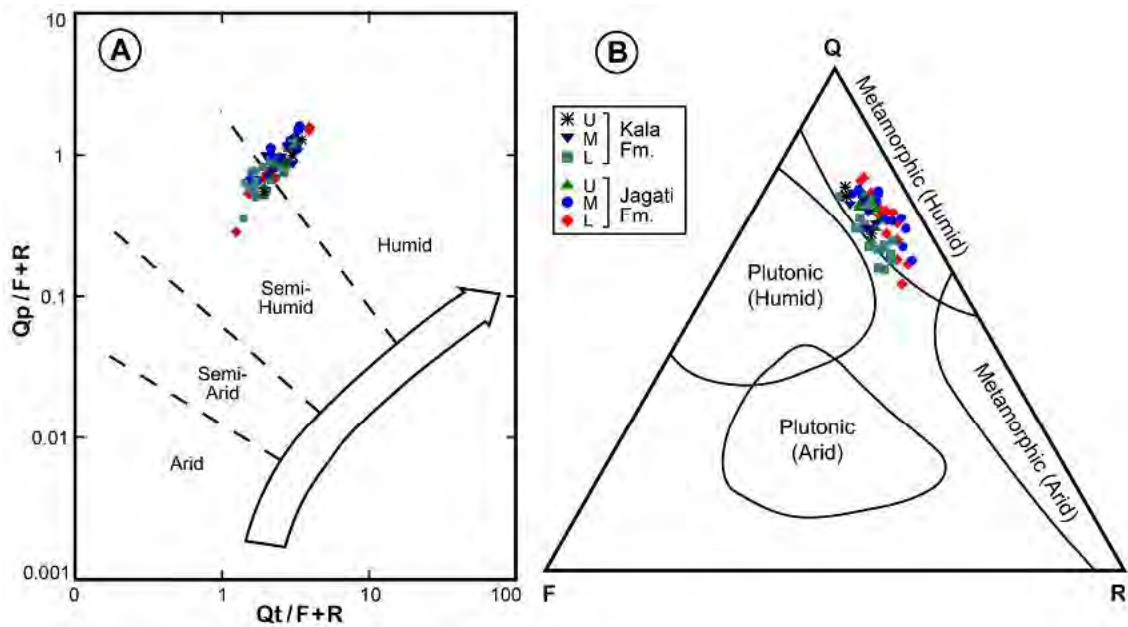 A
10
1
0.1
0.01
0.001
Qp/F+R
Humid
Semi-
Humid
Semi-
Arid
Arid
0
1
10
100
Qt/F+R
B
Q
U
M
L
Kala
Fm.
U
M
L
Jagati
Fm.
Metamorphic (Humid)
Plutonic
(Humid)
Plutonic
(Arid)
Metamorphic (Arid)
F
R